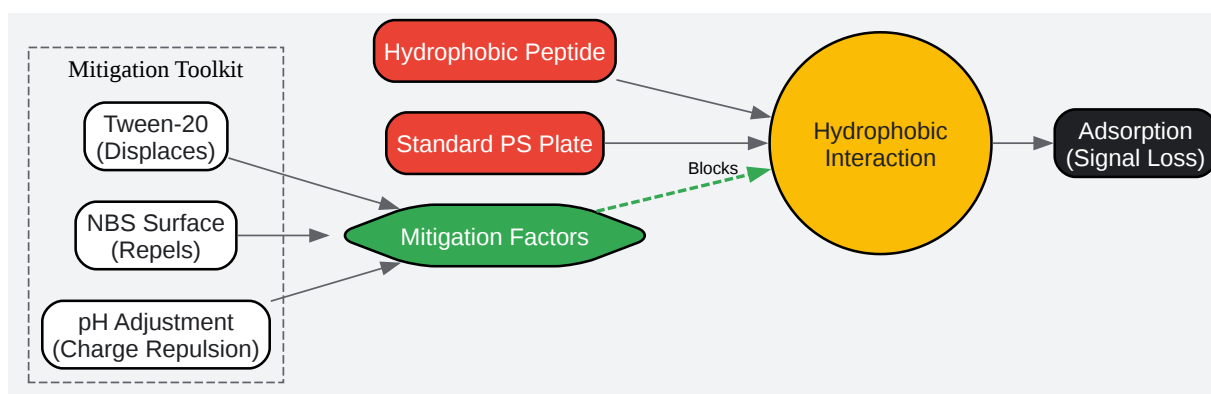 Mitigation Toolkit
Tween-20
(Displaces)
NBS Surface
(Repels)
pH Adjustment
(Charge Repulsion)
Hydrophobic Peptide
Standard PS Plate
Mitigation Factors
Blocks
Hydrophobic
Interaction
Adsorption
(Signal Loss)